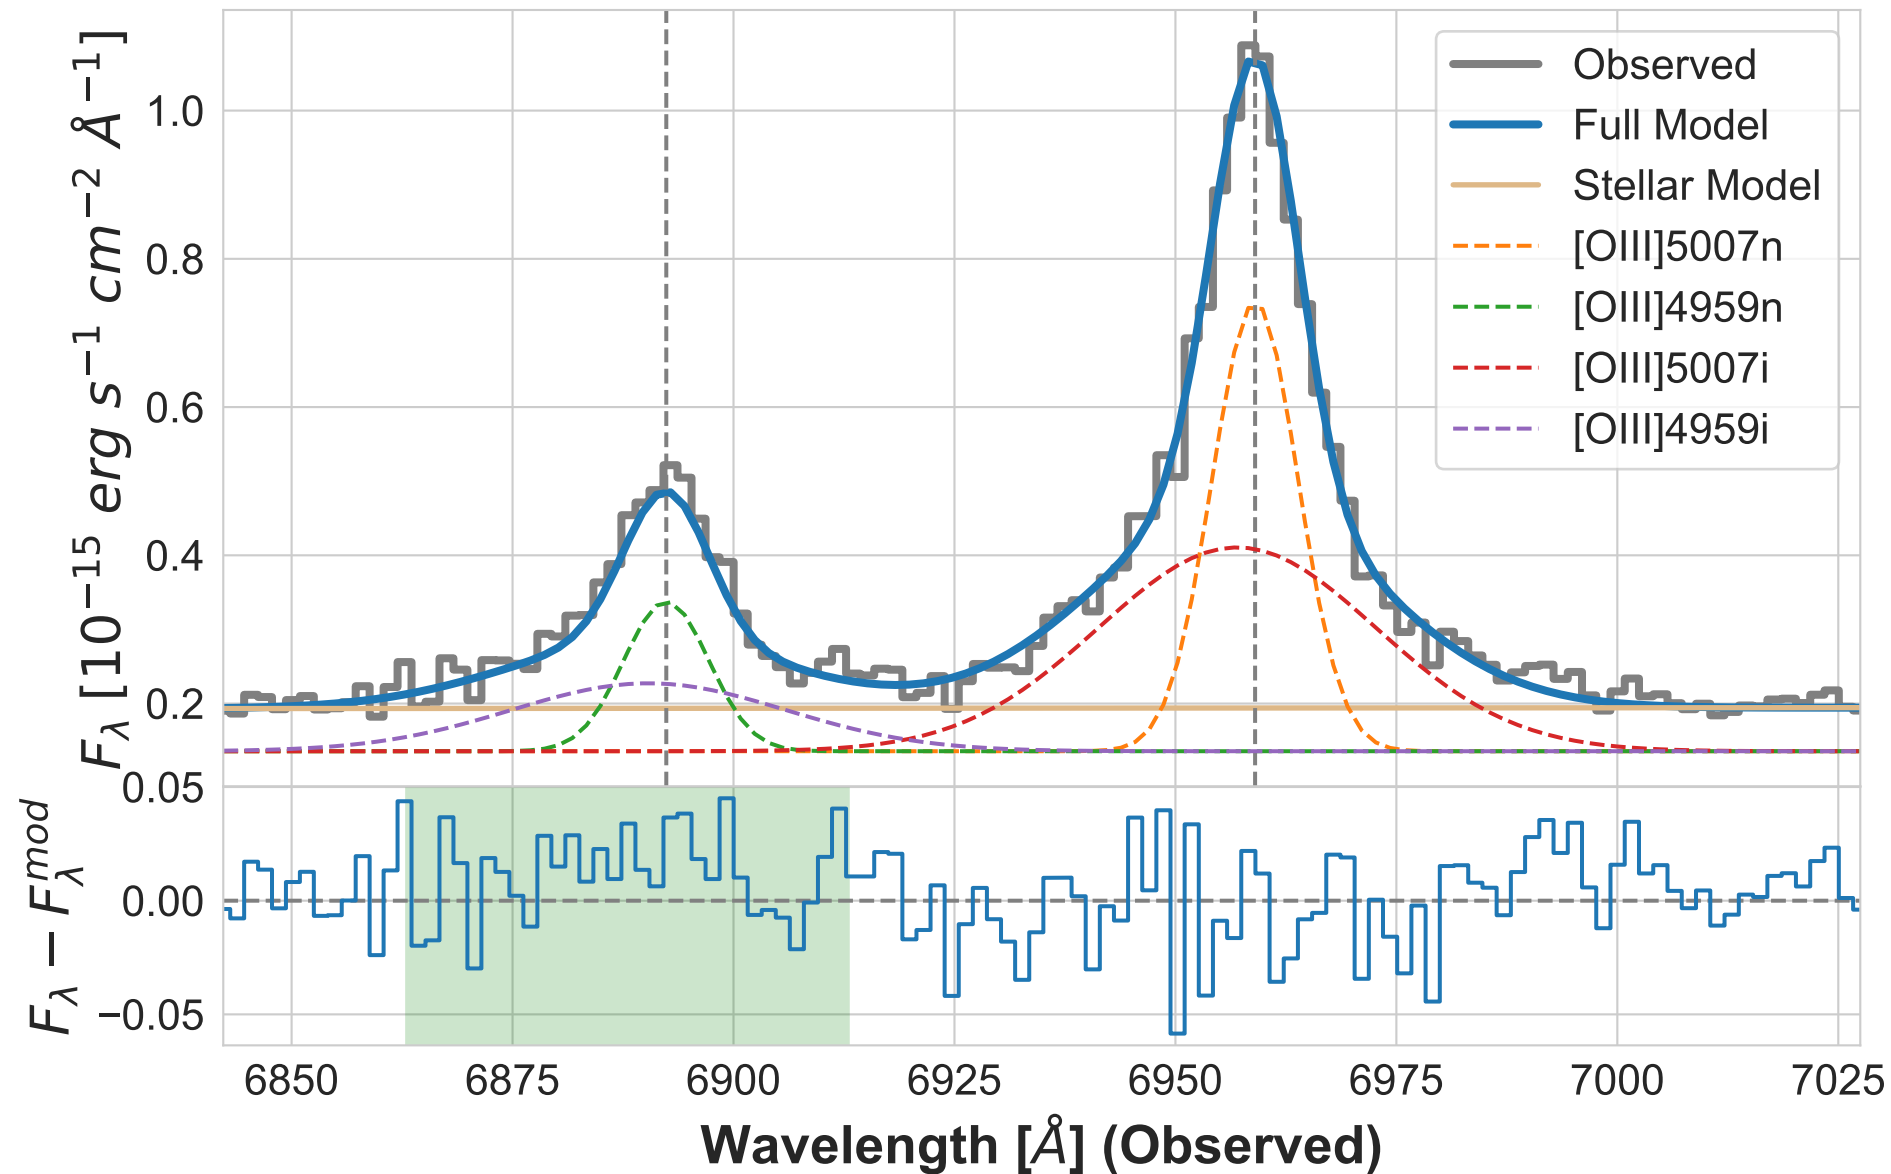 F_λ [10^−15 erg s^−1 cm^−2 Å^−1]
1.0
0.8
0.6
0.4
0.2
Observed
Full Model
Stellar Model
[OIII]5007n
[OIII]4959n
[OIII]5007i
[OIII]4959i
F_λ − F_λ^mod
0.05
0.00
−0.05
6850 6875 6900 6925 6950 6975 7000 7025
Wavelength [Å] (Observed)